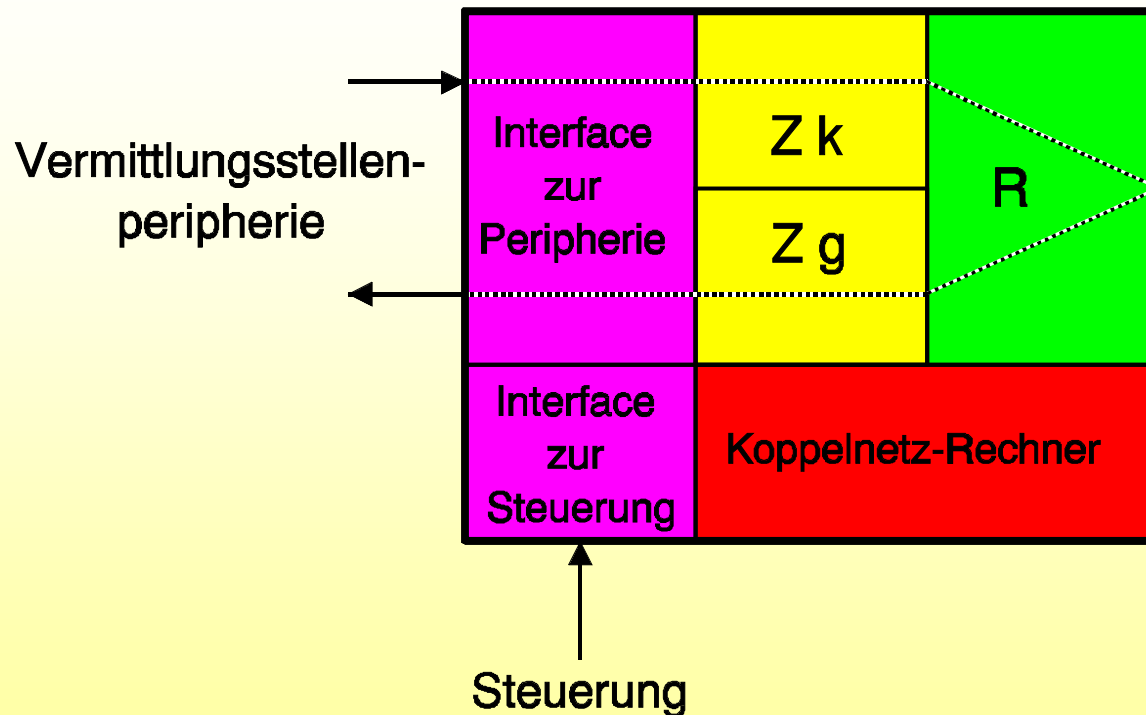 Vermittlungsstellen-
peripherie
Interface
zur
Peripherie
Z k
Z g
R
Interface
zur
Steuerung
Koppelnetz-Rechner
Steuerung